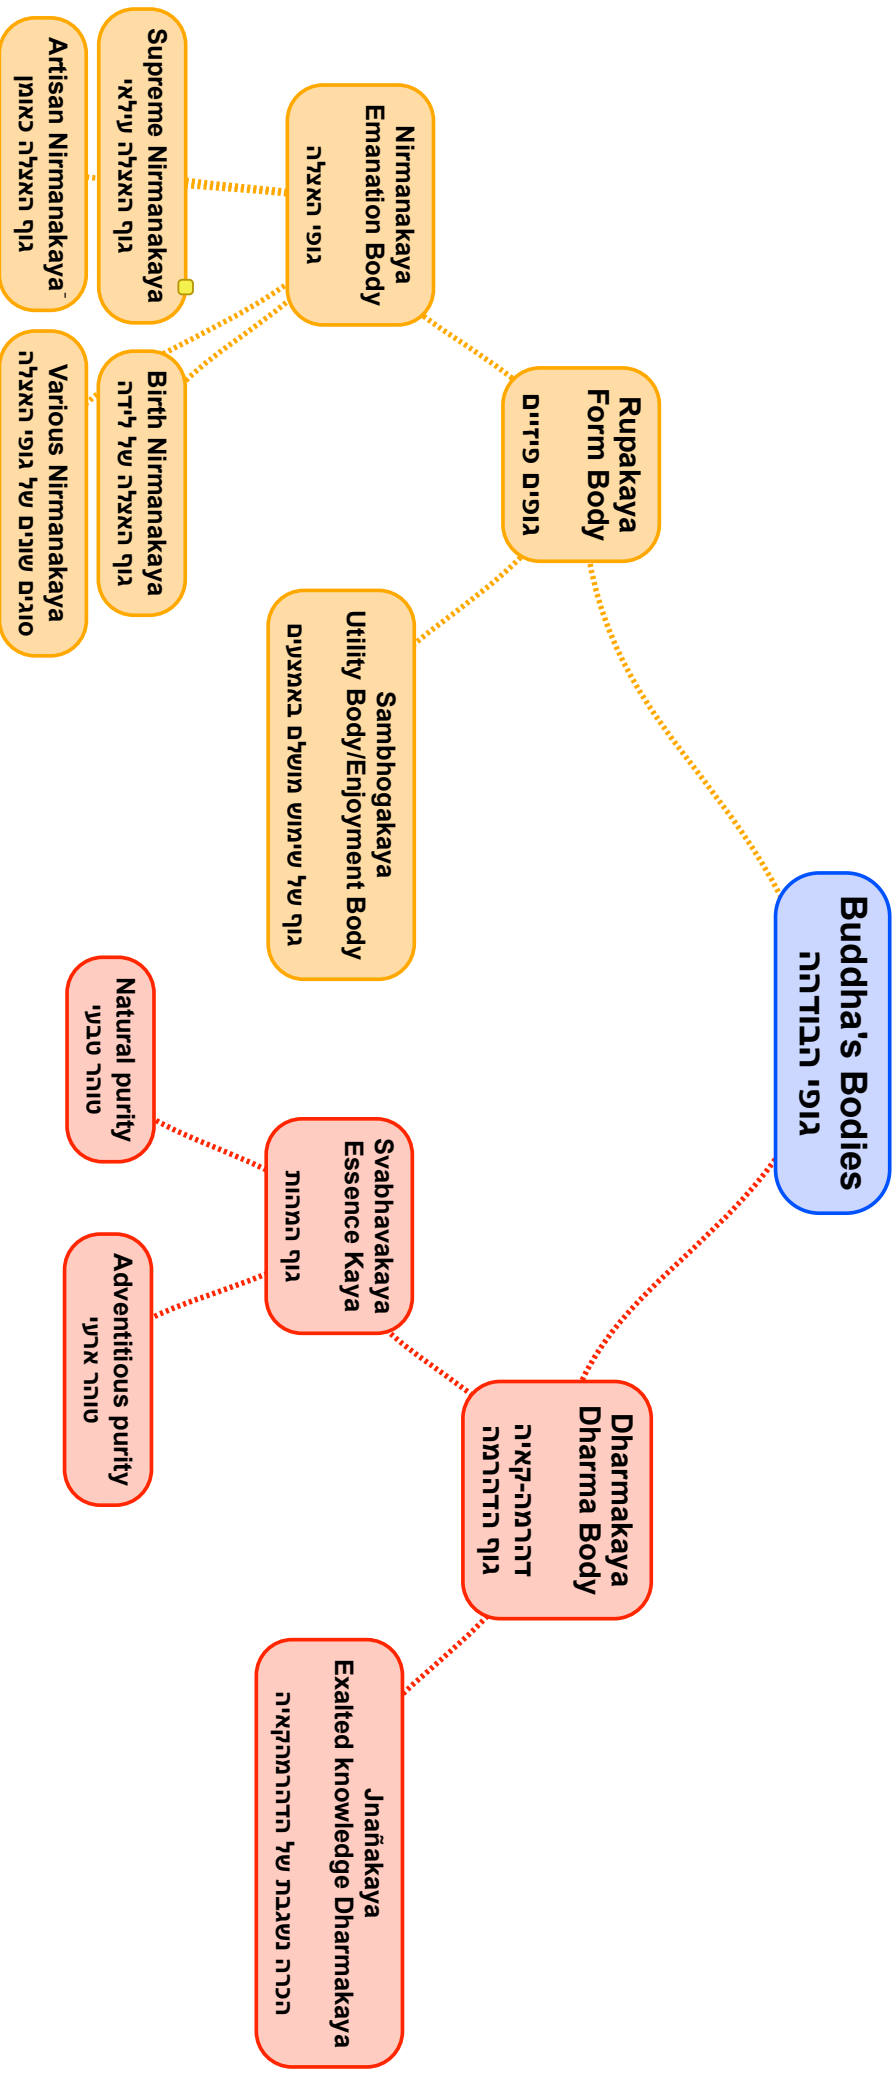 Buddha's Bodies
גופי הבודהה
Rupakaya
Form Body
גופים פיזיים
Nirmanakaya
Emanation Body
גופי האצלה
Supreme Nirmanakaya
גוף האצלה עילאי
Artisan Nirmanakaya
גוף האצלה כאומן
Birth Nirmanakaya
גוף האצלה של לידה
Various Nirmanakaya
סוגים שונים של גופי האצלה
Sambhogakaya
Utility Body/Enjoyment Body
גוף של שימוש מושלם באמצעים
Dharmakaya
Dharma Body
דהרמה-קאיה
גוף הדהרמה
Svabhavakaya
Essence Kaya
גוף המהות
Natural purity
טוהר טבעי
Adventitious purity
טוהר ארעי
Jnañakaya
Exalted knowledge Dharmakaya
הכרה נשגבת של הדהרמהקאיה